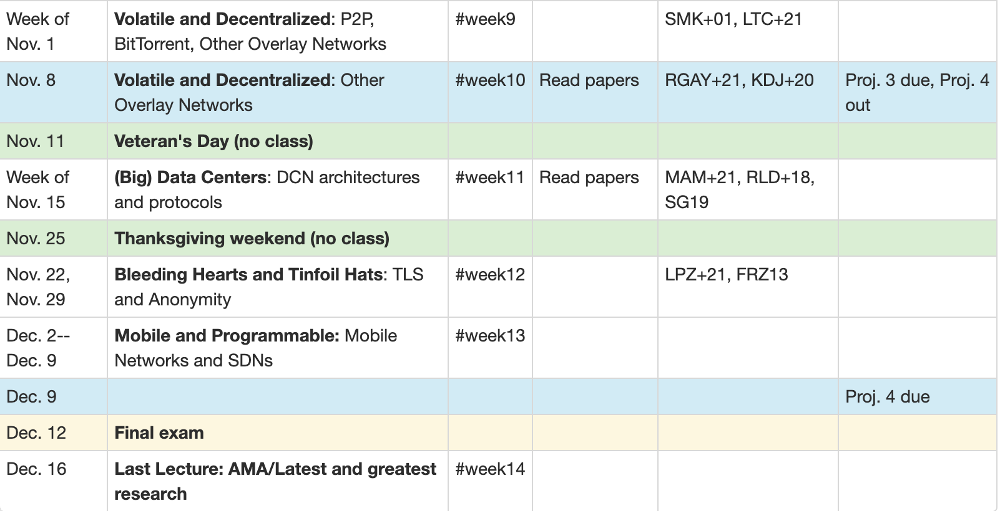 Week of Nov. 1 Volatile and Decentralized: P2P, BitTorrent, Other Overlay Networks #week9 SMK+01, LTC+21
Nov. 8 Volatile and Decentralized: Other Overlay Networks #week10 Read papers RGAY+21, KDJ+20 Proj. 3 due, Proj. 4 out
Nov. 11 Veteran's Day (no class)
Week of Nov. 15 (Big) Data Centers: DCN architectures and protocols #week11 Read papers MAM+21, RLD+18, SG19
Nov. 25 Thanksgiving weekend (no class)
Nov. 22, Nov. 29 Bleeding Hearts and Tinfoil Hats: TLS and Anonymity #week12 LPZ+21, FRZ13
Dec. 2-- Dec. 9 Mobile and Programmable: Mobile Networks and SDNs #week13
Dec. 9 Proj. 4 due
Dec. 12 Final exam
Dec. 16 Last Lecture: AMA/Latest and greatest research #week14